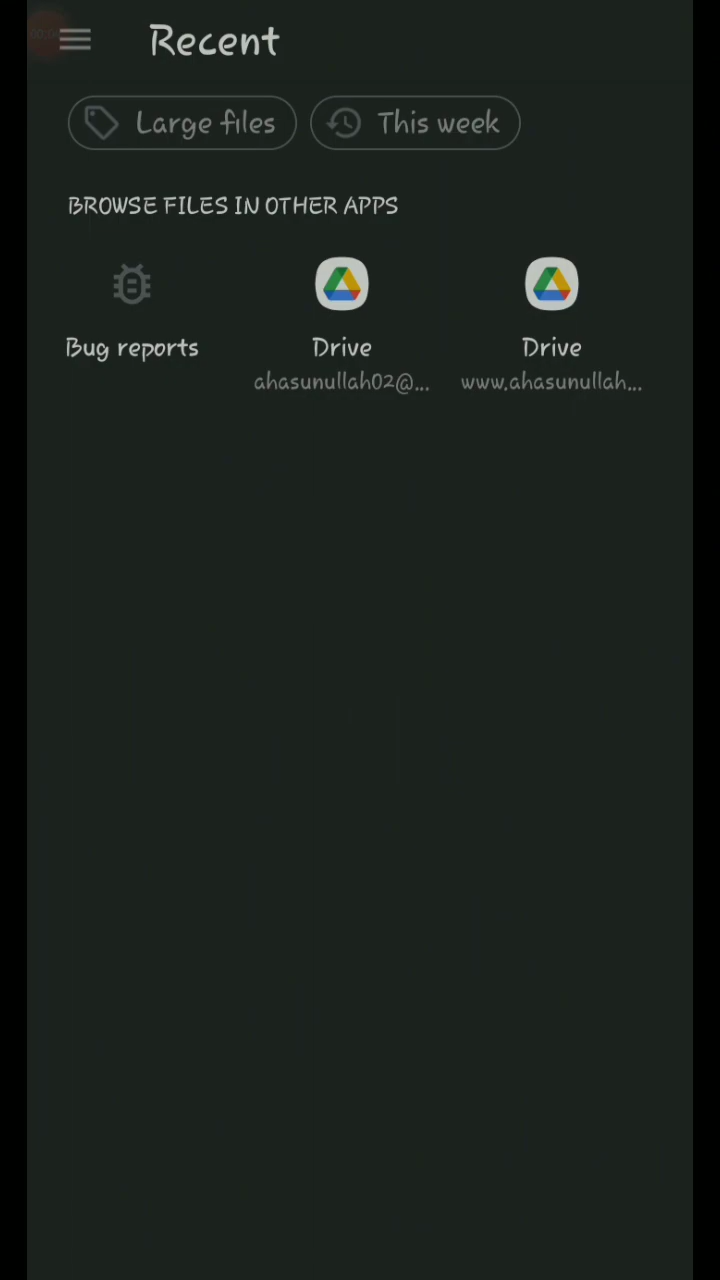 Recent
Large files
This week
BROWSE FILES IN OTHER APPS
Bug reports
Drive
ahasunullah02@...
Drive
www.ahasunullah...